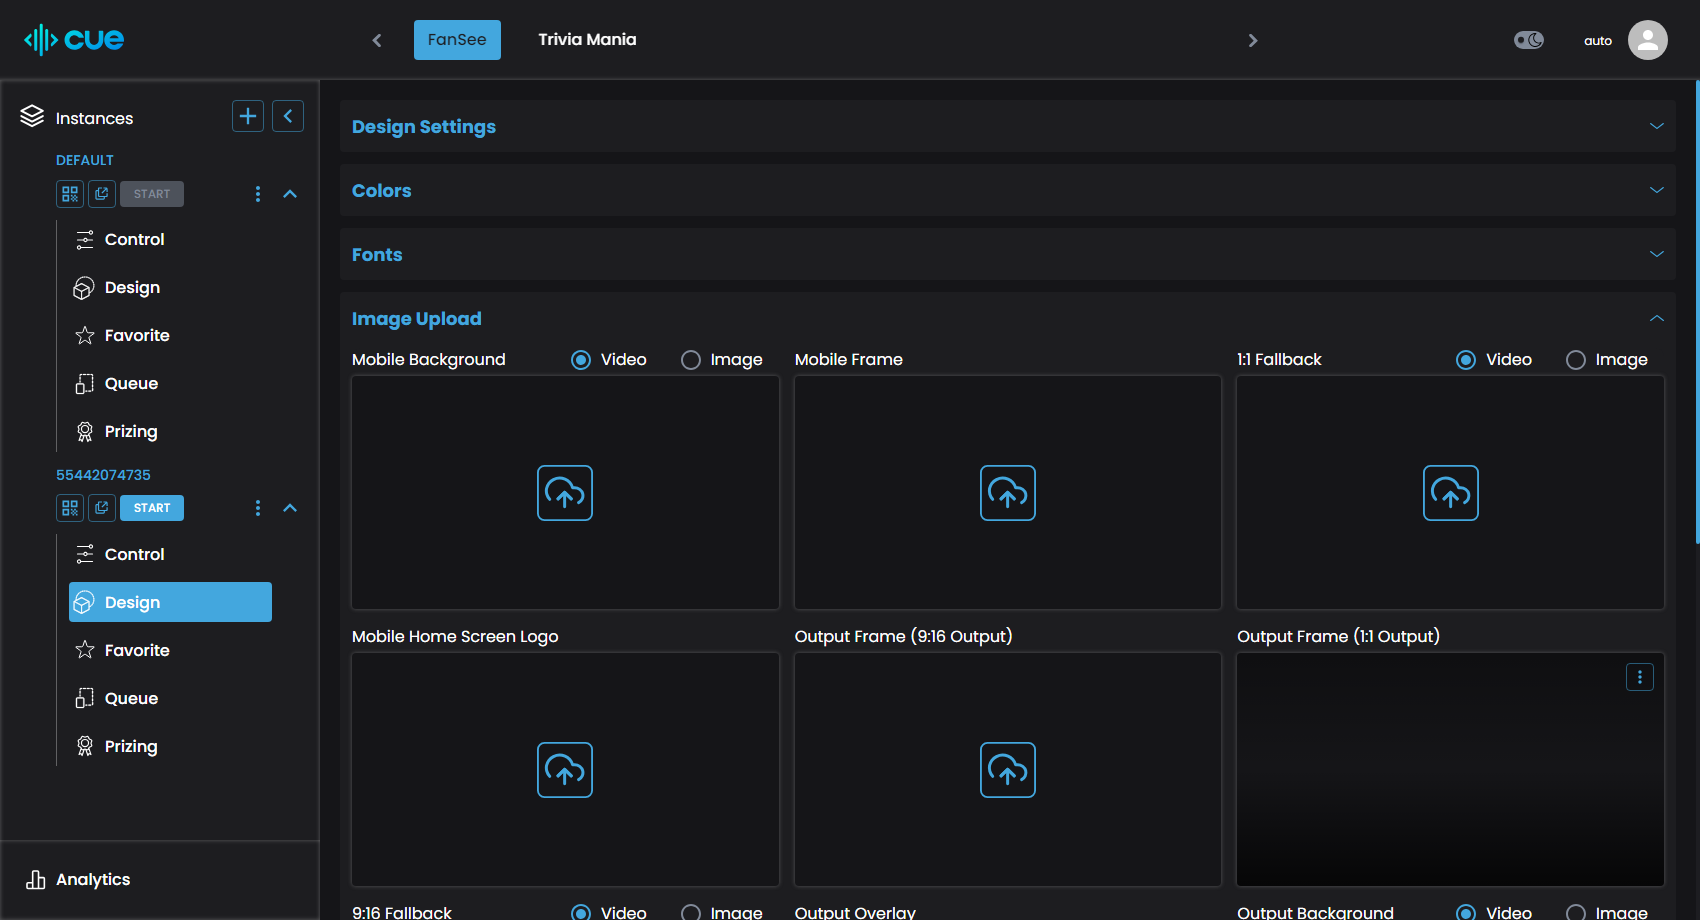 cue
FanSee
Trivia Mania
auto
Instances
DEFAULT
START
Control
Design
Favorite
Queue
Prizing
55442074735
START
Control
Design
Favorite
Queue
Prizing
Analytics
Design Settings
Colors
Fonts
Image Upload
Mobile Background Video Image
Mobile Frame
1:1 Fallback Video Image
Mobile Home Screen Logo
Output Frame (9:16 Output)
Output Frame (1:1 Output)
9:16 Fallback Video Image
Output Overlay
Output Background Video Image